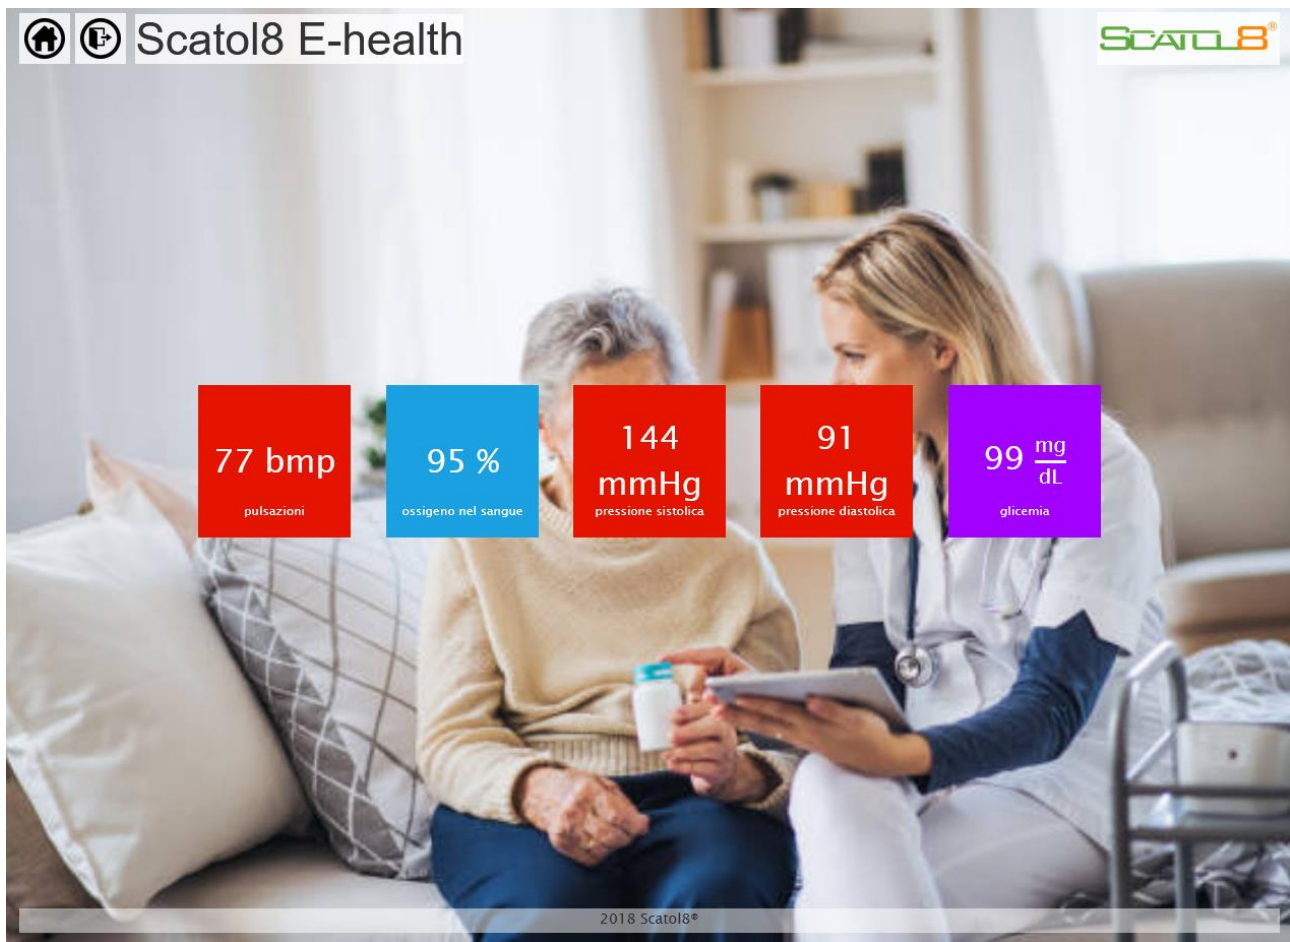 Scatol8 E-health
SCATOL8®
77 bmp
pulsazioni
95 %
ossigeno nel sangue
144
mmHg
pressione sistolica
91
mmHg
pressione diastolica
99 mg/dL
glicemia
2018 Scatol8®